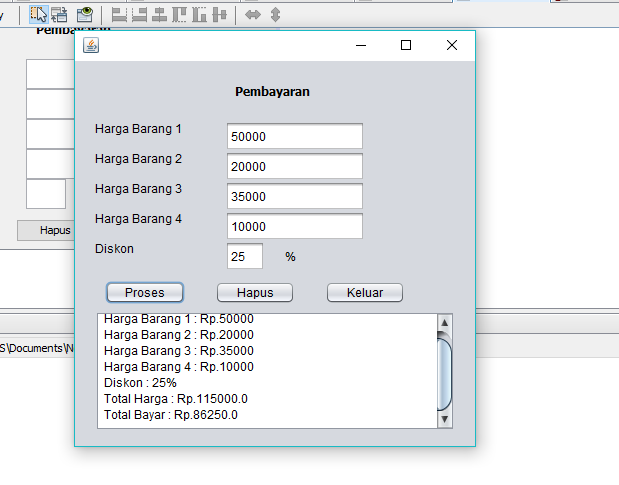 Pembayaran
Hapus
S\Documents\N
Pembayaran
Harga Barang 1 50000
Harga Barang 2 20000
Harga Barang 3 35000
Harga Barang 4 10000
Diskon 25 %
Proses Hapus Keluar
Harga Barang 1 : Rp.50000
Harga Barang 2 : Rp.20000
Harga Barang 3 : Rp.35000
Harga Barang 4 : Rp.10000
Diskon : 25%
Total Harga : Rp.115000.0
Total Bayar : Rp.86250.0